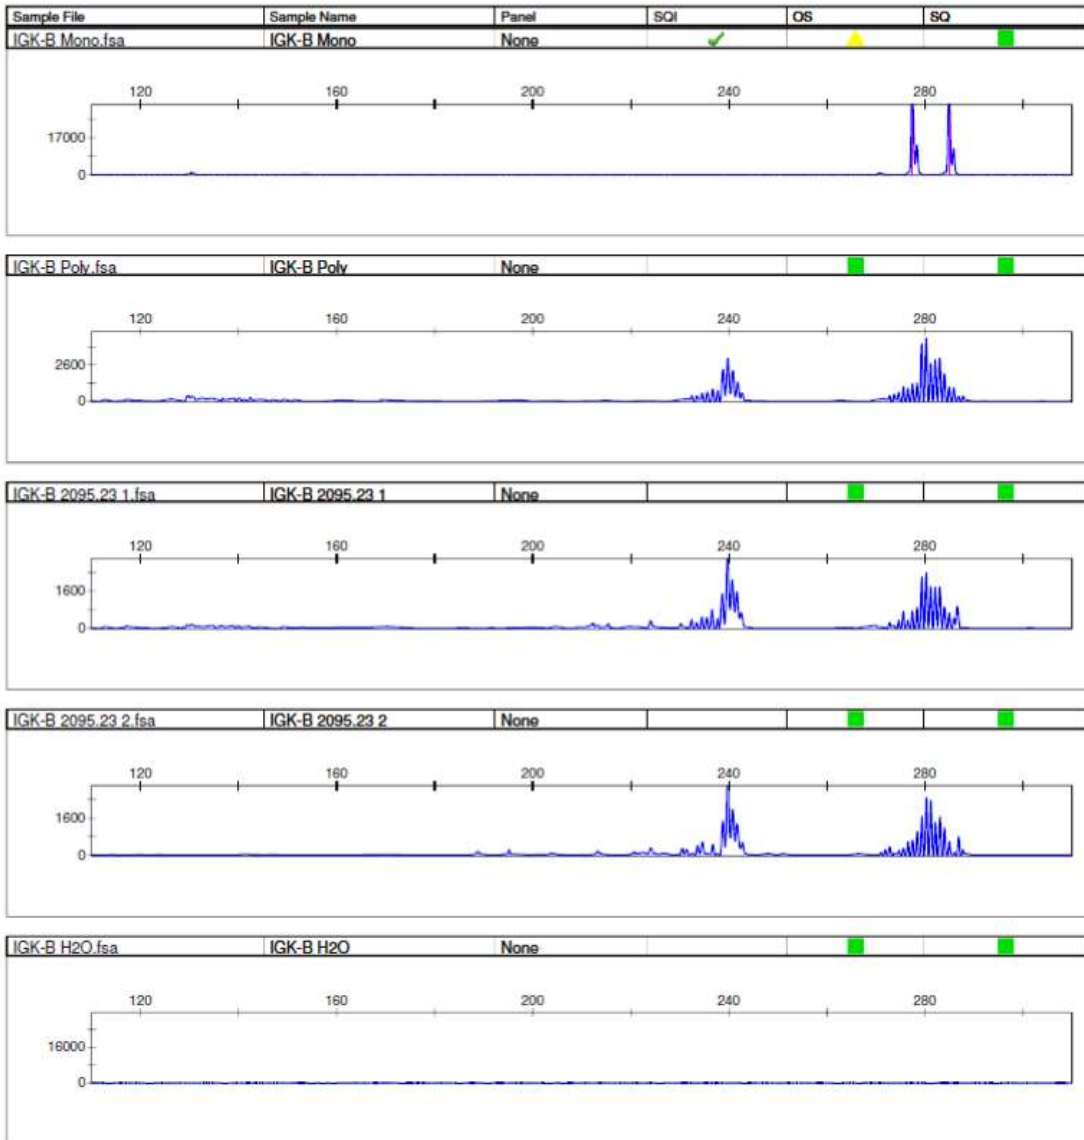 Sample File Sample Name Panel SQI OS SQ
IGK-B Mono.fsa IGK-B Mono None
120 160 200 240 280
17000
0
IGK-B Poly.fsa IGK-B Poly None
120 160 200 240 280
2600
0
IGK-B 2095.23 1.fsa IGK-B 2095.23 1 None
120 160 200 240 280
1600
0
IGK-B 2095.23 2.fsa IGK-B 2095.23 2 None
120 160 200 240 280
1600
0
IGK-B H2O.fsa IGK-B H2O None
120 160 200 240 280
16000
0